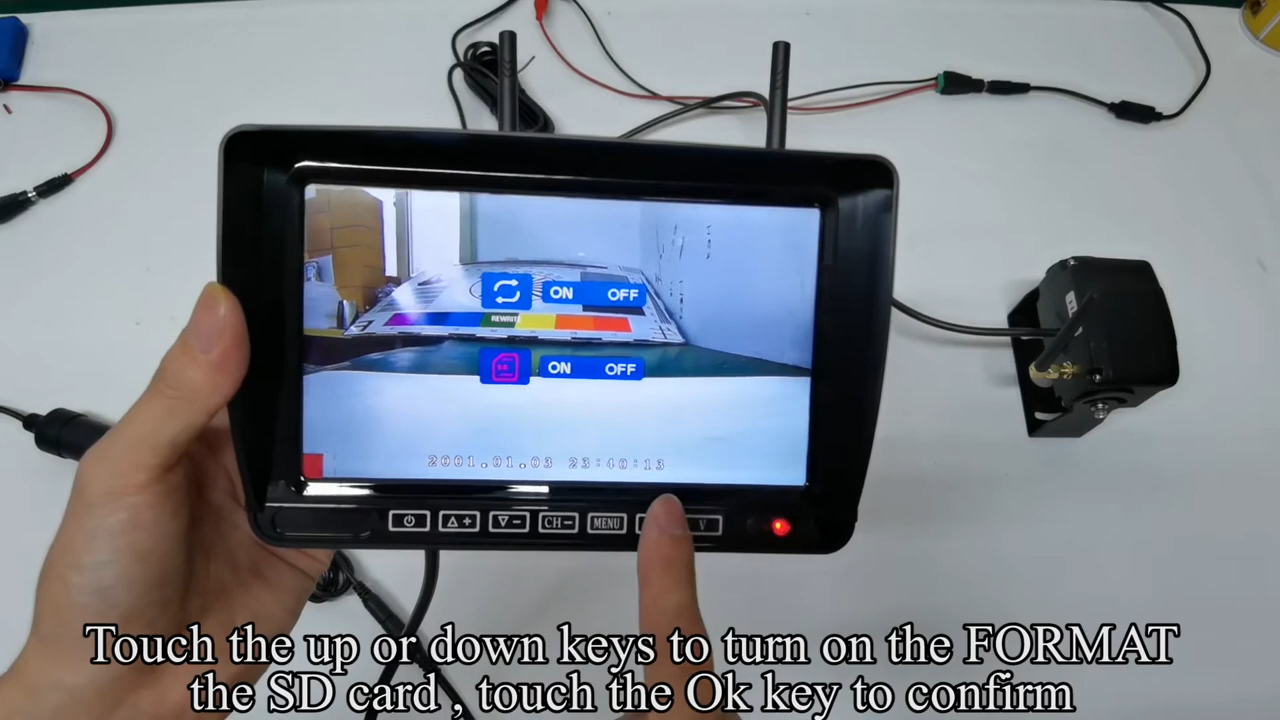 ON OFF
REWRITE
ON OFF
2001.01.03 23:40:13
CH- MENU V
Touch the up or down keys to turn on the FORMAT
the SD card , touch the Ok key to confirm